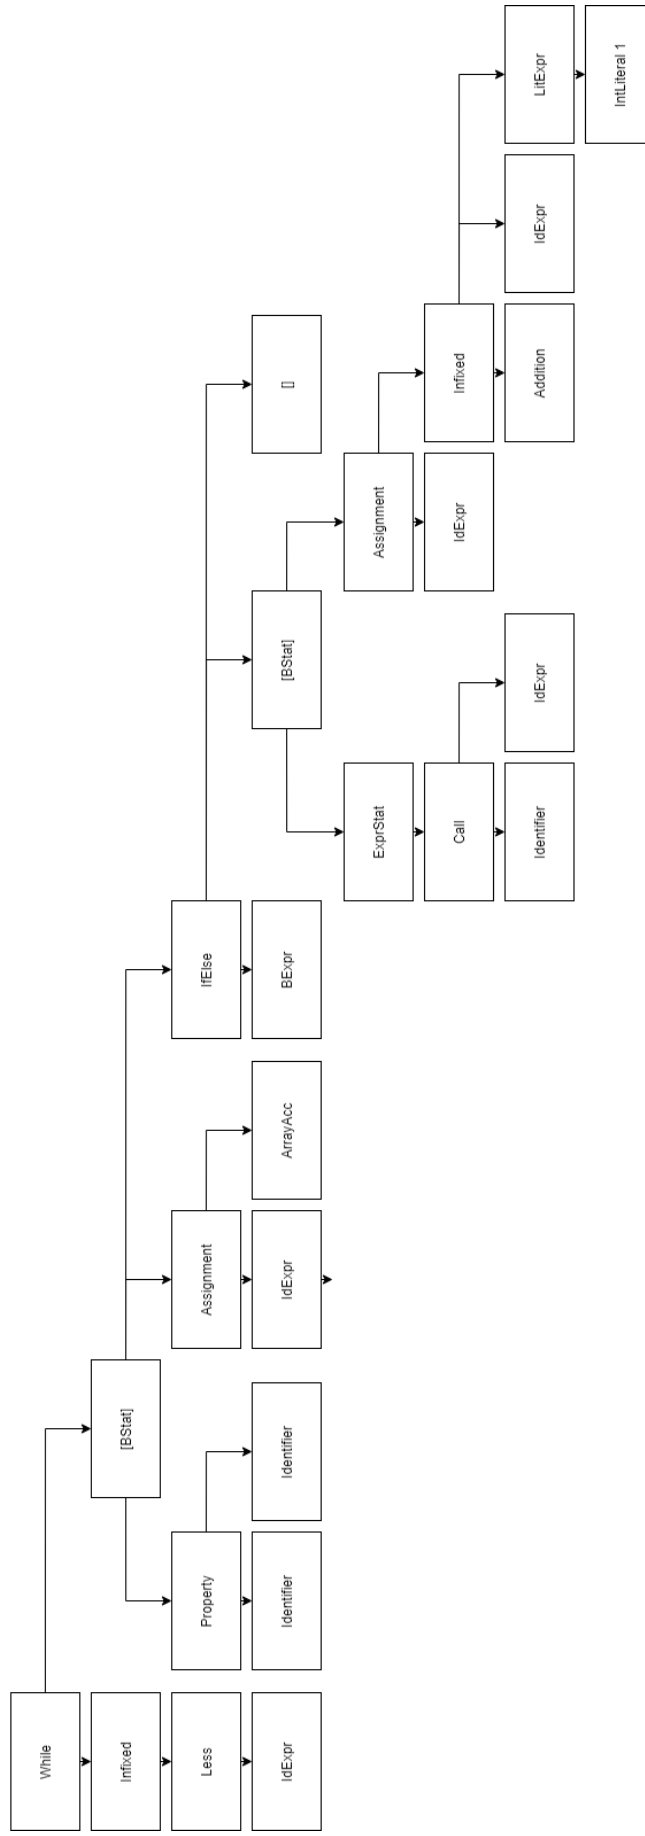 While
Infixed
[BStat]
Less
Property
Assignment
IfElse
IdExpr
Identifier
Identifier
IdExpr
ArrayAcc
BExpr
[BStat]
[]
ExprStat
Assignment
Call
IdExpr
Infixed
Identifier
IdExpr
Addition
IdExpr
LitExpr
IntLiteral 1